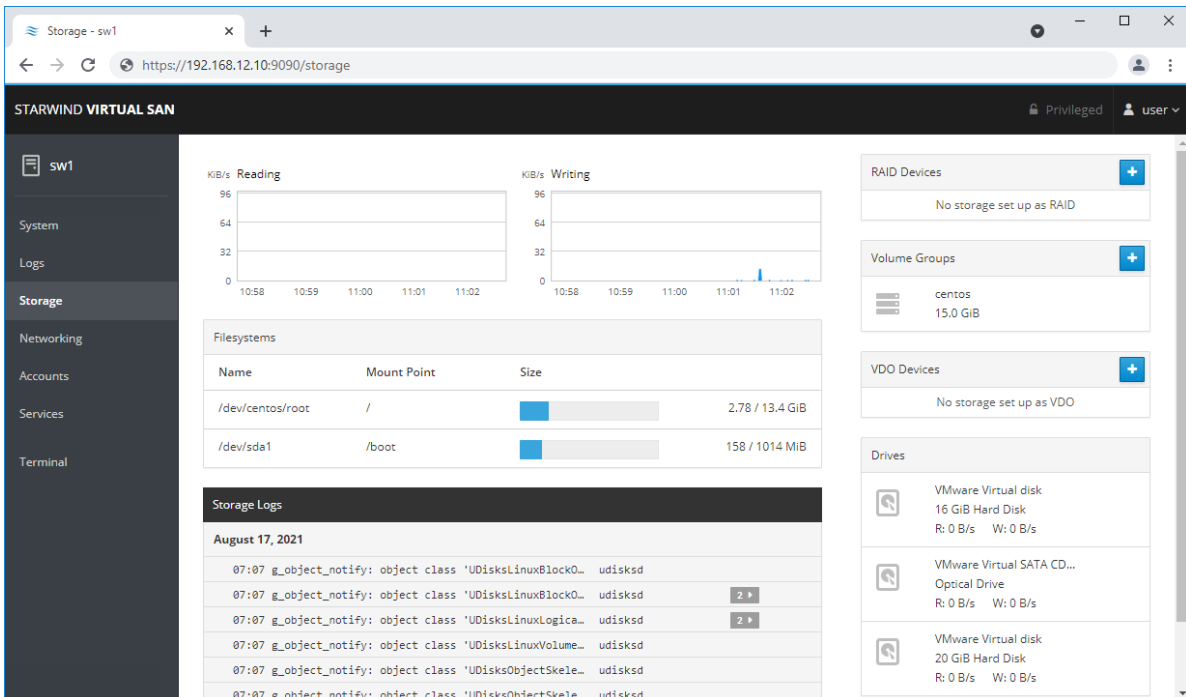 Storage - sw1
https://192.168.12.10:9090/storage
STARWIND VIRTUAL SAN
Privileged
user
sw1
System
Logs
Storage
Networking
Accounts
Services
Terminal
KiB/s Reading
96
64
32
0
10:58 10:59 11:00 11:01 11:02
KiB/s Writing
96
64
32
0
10:58 10:59 11:00 11:01 11:02
Filesystems
Name Mount Point Size
/dev/centos/root / 2.78 / 13.4 GiB
/dev/sda1 /boot 158 / 1014 MiB
Storage Logs
August 17, 2021
07:07 g_object_notify: object class 'UDisksLinuxBlockO… udisksd
07:07 g_object_notify: object class 'UDisksLinuxBlockO… udisksd 2
07:07 g_object_notify: object class 'UDisksLinuxLogica… udisksd 2
07:07 g_object_notify: object class 'UDisksLinuxVolume… udisksd
07:07 g_object_notify: object class 'UDisksObjectSkele… udisksd
07:07 g_object_notify: object class 'UDisksObjectSkele… udisksd
RAID Devices
No storage set up as RAID
Volume Groups
centos
15.0 GiB
VDO Devices
No storage set up as VDO
Drives
VMware Virtual disk
16 GiB Hard Disk
R: 0 B/s W: 0 B/s
VMware Virtual SATA CD...
Optical Drive
R: 0 B/s W: 0 B/s
VMware Virtual disk
20 GiB Hard Disk
R: 0 B/s W: 0 B/s